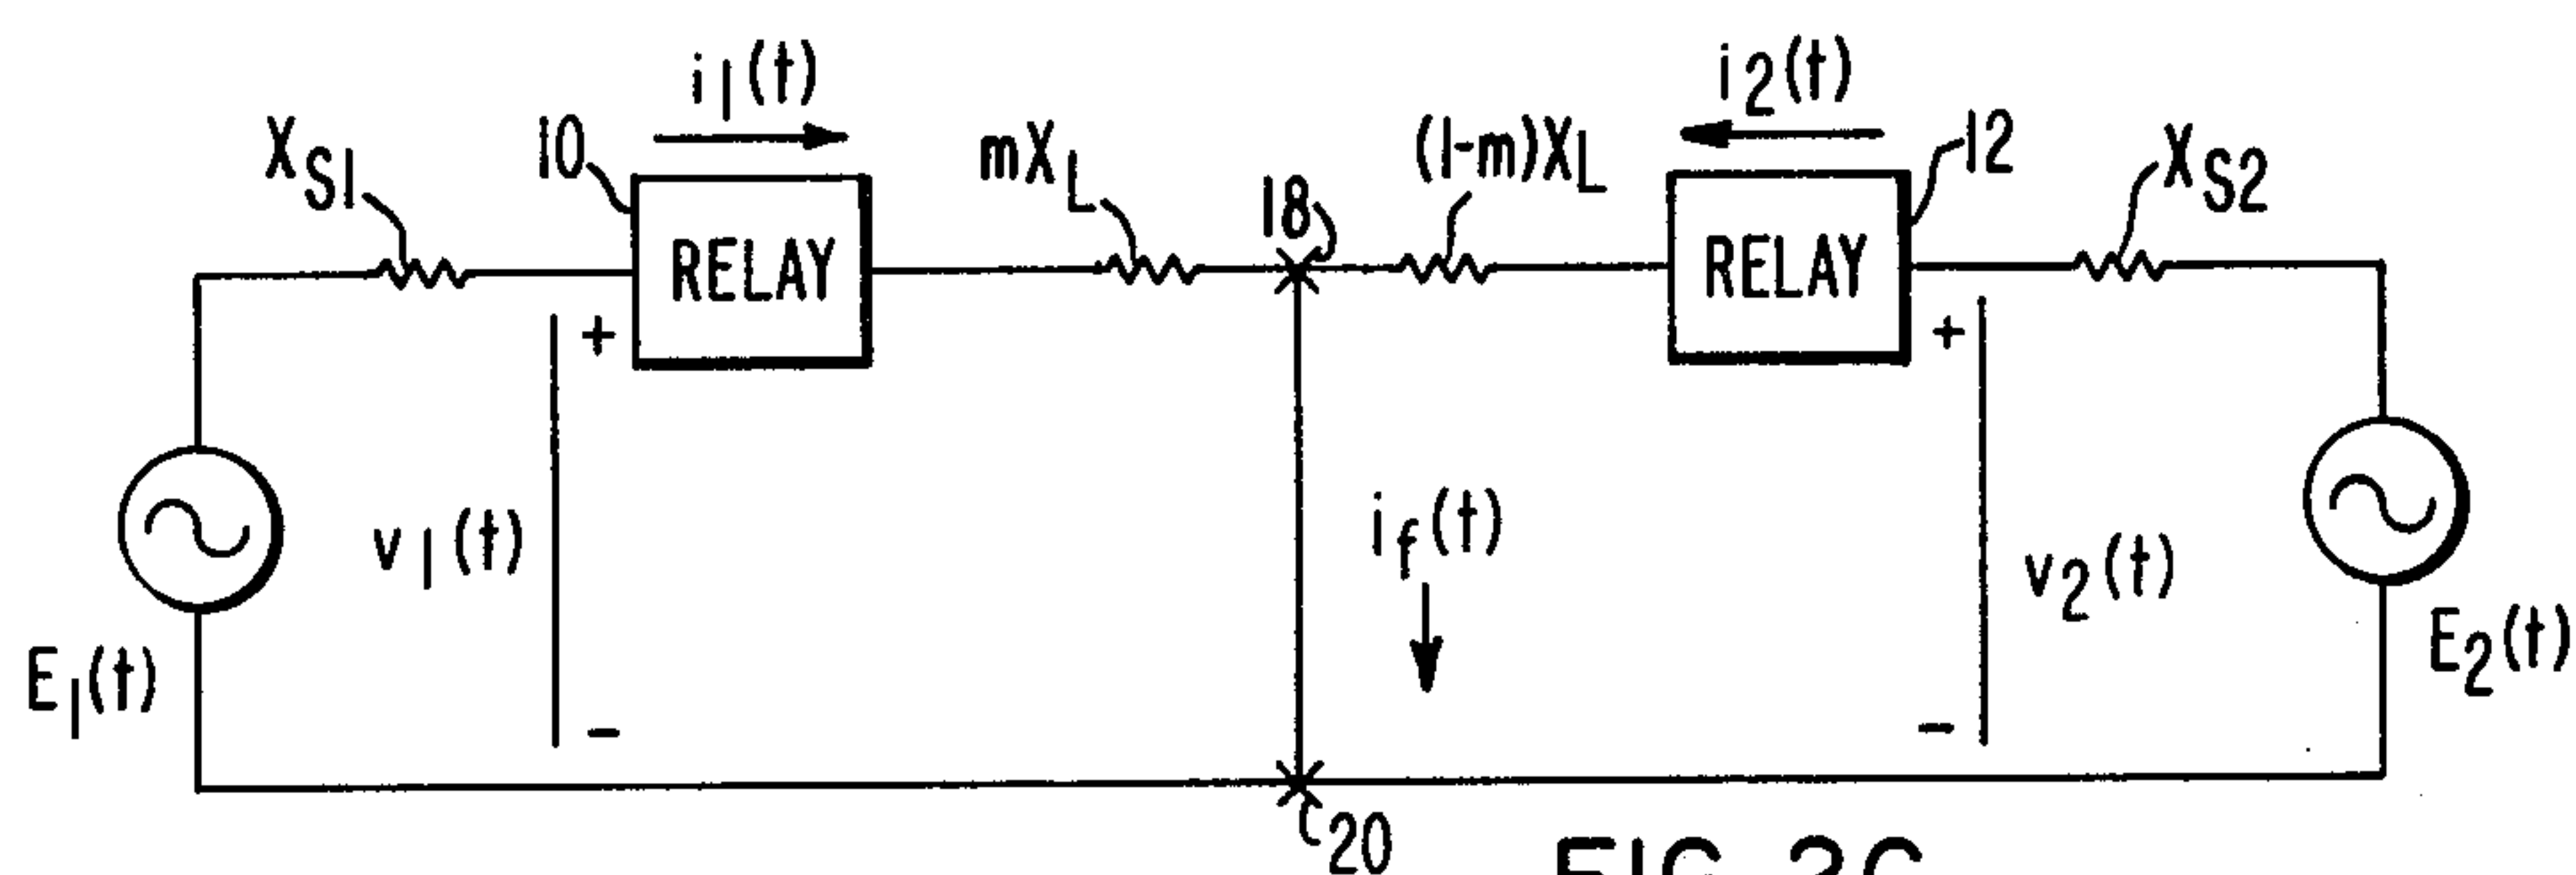 i1(t)
i2(t)
XS1
10
mXL
18
(1-m)XL
12
XS2
RELAY
RELAY
+
+
v1(t)
if(t)
v2(t)
E1(t)
E2(t)
-
-
20